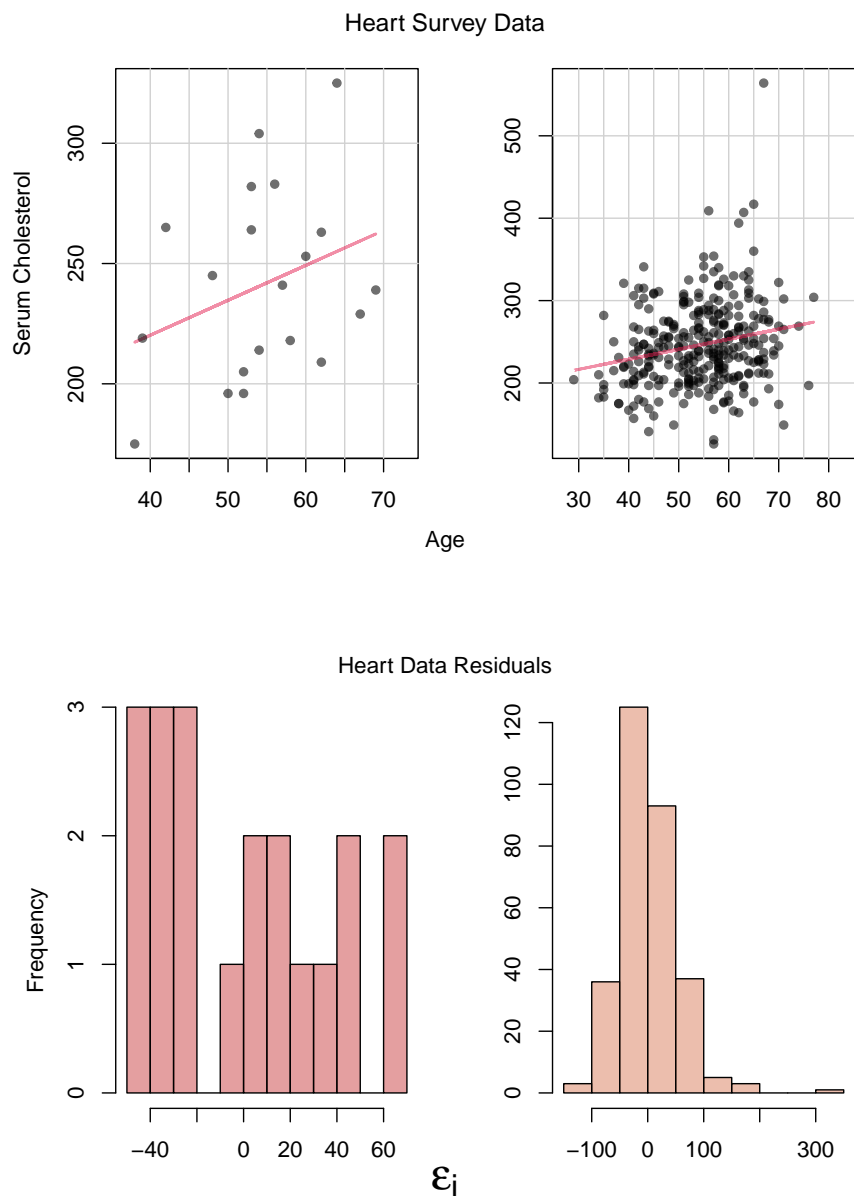 Heart Survey Data
Serum Cholesterol
200 250 300
40 50 60 70
200 300 400 500
30 40 50 60 70 80
Age
Heart Data Residuals
Frequency
0 1 2 3
−40 0 20 40 60
0 20 40 60 80 100 120
−100 0 100 300
εi